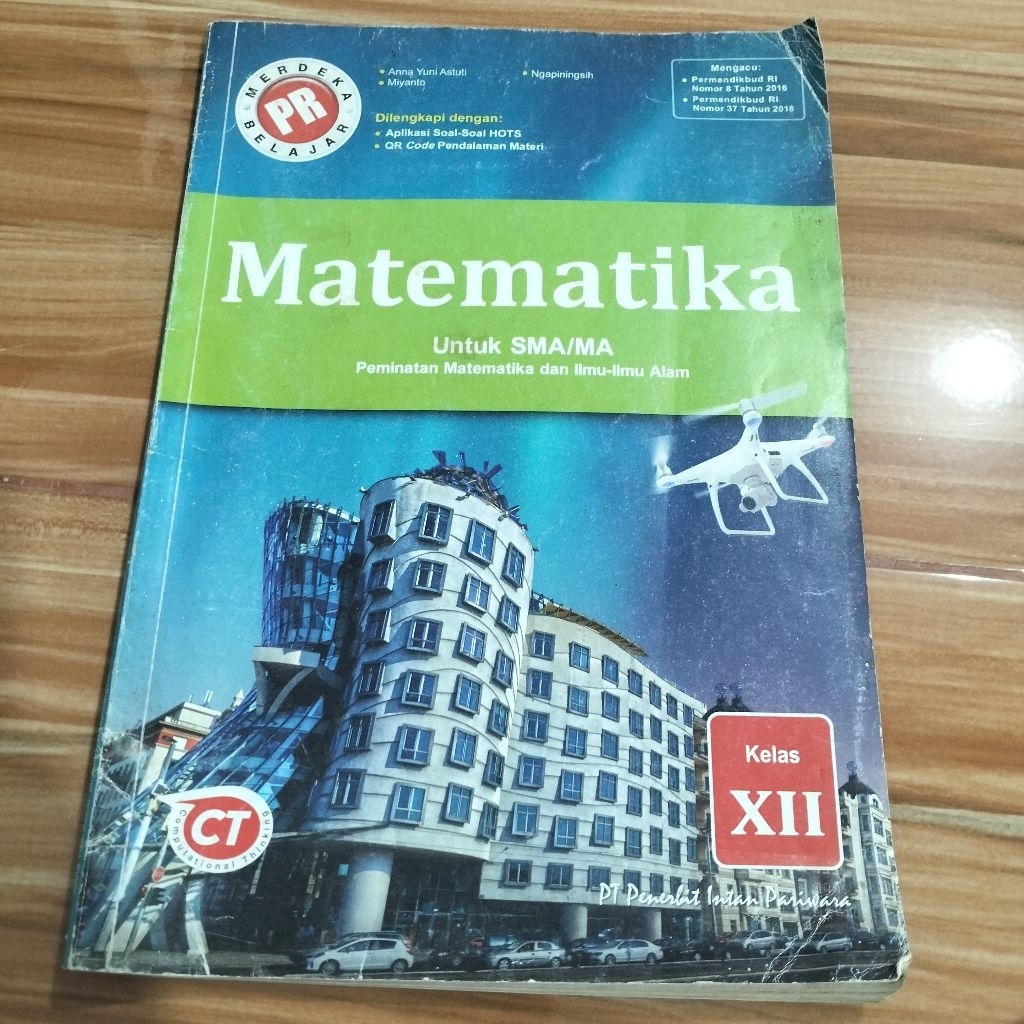 MERDEKA
PR
BELAJAR
Anna Yuni Astuti
Miyanto
Ngapiningsih
Dilengkapi dengan:
Aplikasi Soal-Soal HOTS
QR Code Pendalaman Materi
Mengacu:
Permendikbud RI
Nomor 8 Tahun 2016
Permendikbud RI
Nomor 37 Tahun 2018
Matematika
Untuk SMA/MA
Peminatan Matematika dan Ilmu-Ilmu Alam
Kelas
XII
CT
Computational Thinking
PT Penerbit Intan Pariwara